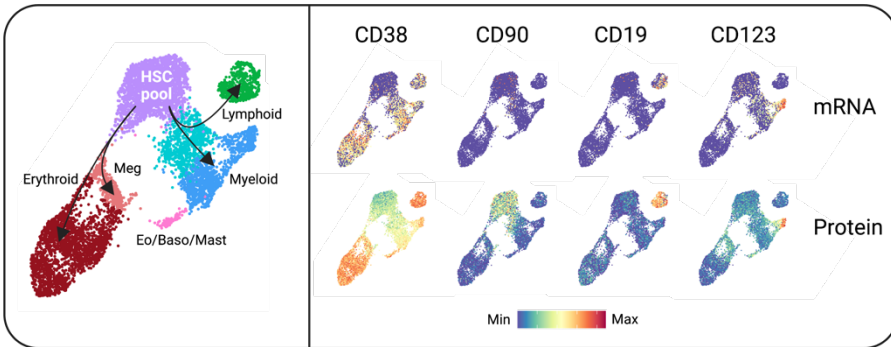 HSC
pool
Lymphoid
Erythroid
Meg
Myeloid
Eo/Baso/Mast
CD38 CD90 CD19 CD123
mRNA
Protein
Min Max